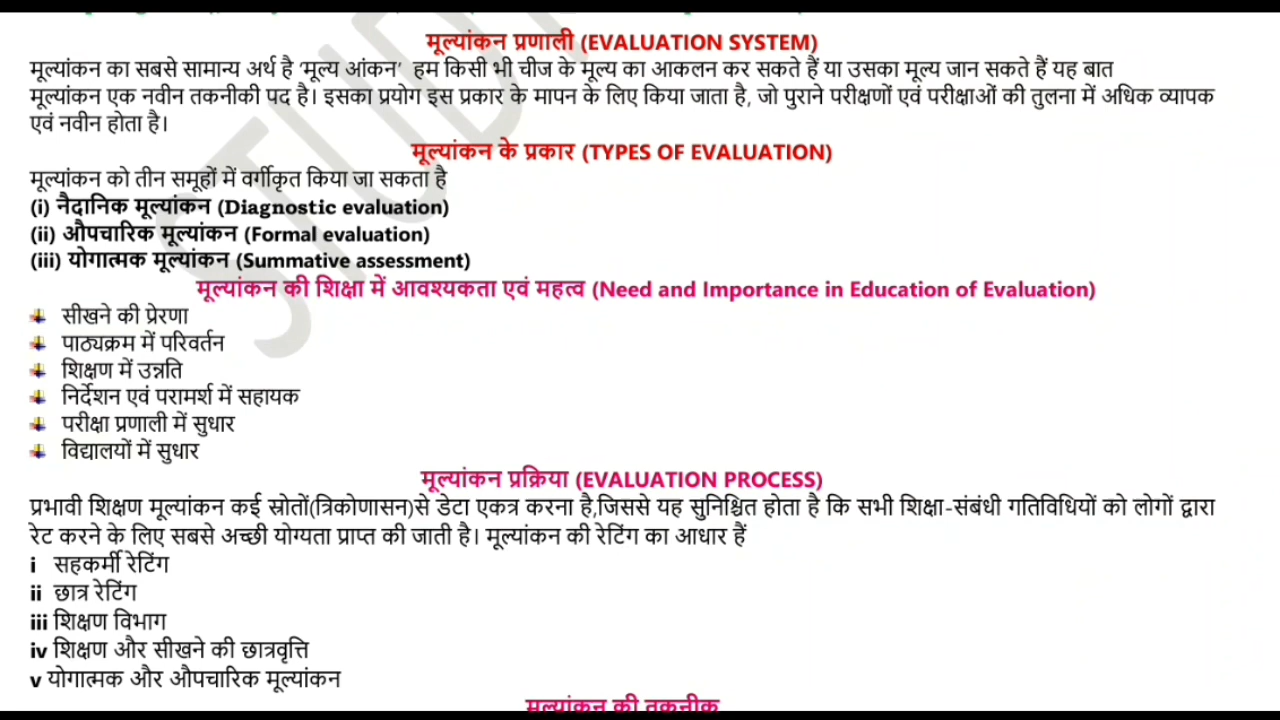 मूल्यांकन प्रणाली (EVALUATION SYSTEM)
मूल्यांकन का सबसे सामान्य अर्थ है ‘मूल्य आंकन’ हम किसी भी चीज के मूल्य का आकलन कर सकते हैं या उसका मूल्य जान सकते हैं यह बात
मूल्यांकन एक नवीन तकनीकी पद है। इसका प्रयोग इस प्रकार के मापन के लिए किया जाता है, जो पुराने परीक्षणों एवं परीक्षाओं की तुलना में अधिक व्यापक
एवं नवीन होता है।
मूल्यांकन के प्रकार (TYPES OF EVALUATION)
मूल्यांकन को तीन समूहों में वर्गीकृत किया जा सकता है
(i) नैदानिक मूल्यांकन (Diagnostic evaluation)
(ii) औपचारिक मूल्यांकन (Formal evaluation)
(iii) योगात्मक मूल्यांकन (Summative assessment)
मूल्यांकन की शिक्षा में आवश्यकता एवं महत्व (Need and Importance in Education of Evaluation)
सीखने की प्रेरणा
पाठ्यक्रम में परिवर्तन
शिक्षण में उन्नति
निर्देशन एवं परामर्श में सहायक
परीक्षा प्रणाली में सुधार
विद्यालयों में सुधार
मूल्यांकन प्रक्रिया (EVALUATION PROCESS)
प्रभावी शिक्षण मूल्यांकन कई स्रोतों(त्रिकोणासन)से डेटा एकत्र करना है,जिससे यह सुनिश्चित होता है कि सभी शिक्षा-संबंधी गतिविधियों को लोगों द्वारा
रेट करने के लिए सबसे अच्छी योग्यता प्राप्त की जाती है। मूल्यांकन की रेटिंग का आधार हैं
i सहकर्मी रेटिंग
ii छात्र रेटिंग
iii शिक्षण विभाग
iv शिक्षण और सीखने की छात्रवृत्ति
v योगात्मक और औपचारिक मूल्यांकन
मूल्यांकन की तकनीक